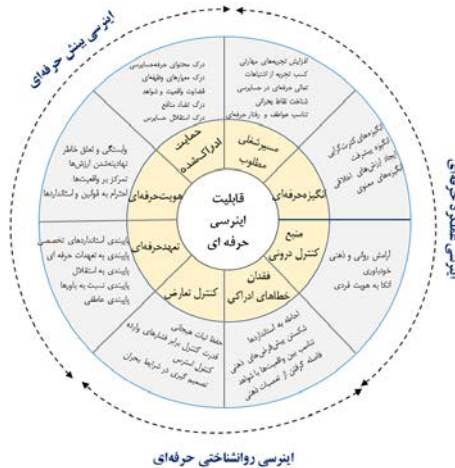 اینرسی بینش حرفه‌ای
اینرسی عملکرد حرفه‌ای
اینرسی روانشناختی حرفه‌ای
قابلیت
اینرسی
حرفه ای
مسیر شغلی
مطلوب
انگیزه حرفه‌ای
منبع
کنترل درونی
فقدان
خطاهای ادراکی
کنترل تعارض
تعهد حرفه‌ای
هویت حرفه‌ای
حمایت
ادراک‌شده
افزایش تجربه‌های مهارتی
کسب تجربه از اشتباهات
تعالی حرفه‌ای در حسابرسی
شناخت نقاط بحرانی
تناسب عواطف و رفتار حرفه‌ای
انگیزه‌های قدرت‌گرایی
انگیزه پیشرفت
ایجاد ارزش‌های اخلاقی
انگیزه‌های معنوی
آرامش روانی و ذهنی
خودباوری
اتکا به هویت فردی
احاطه به استانداردها
شکستن پیش‌فرض‌های ذهنی
تناسب بین واقعیت‌ها با شواهد
فاصله گرفتن از تعصبات ذهنی
حفظ ثبات هیجانی
قدرت کنترل برابر فشارهای وارده
کنترل استرس
تصمیم گیری در شرایط بحران
پایبندی استانداردهای تخصصی
پایبندی به تعهدات حرفه ای
پایبندی به استقلال
پایبندی نسبت به باورها
پایبندی عاطفی
وابستگی و تعلق خاطر
نهادینه‌شدن ارزش‌ها
تمرکز بر واقعیت‌ها
احترام به قوانین و استانداردها
درک محتوای حرفه‌حسابرسی
درک معیارهای وظیفه‌ای
قضاوت واقعیت و شواهد
درک تضاد منافع
درک استقلال حسابرس